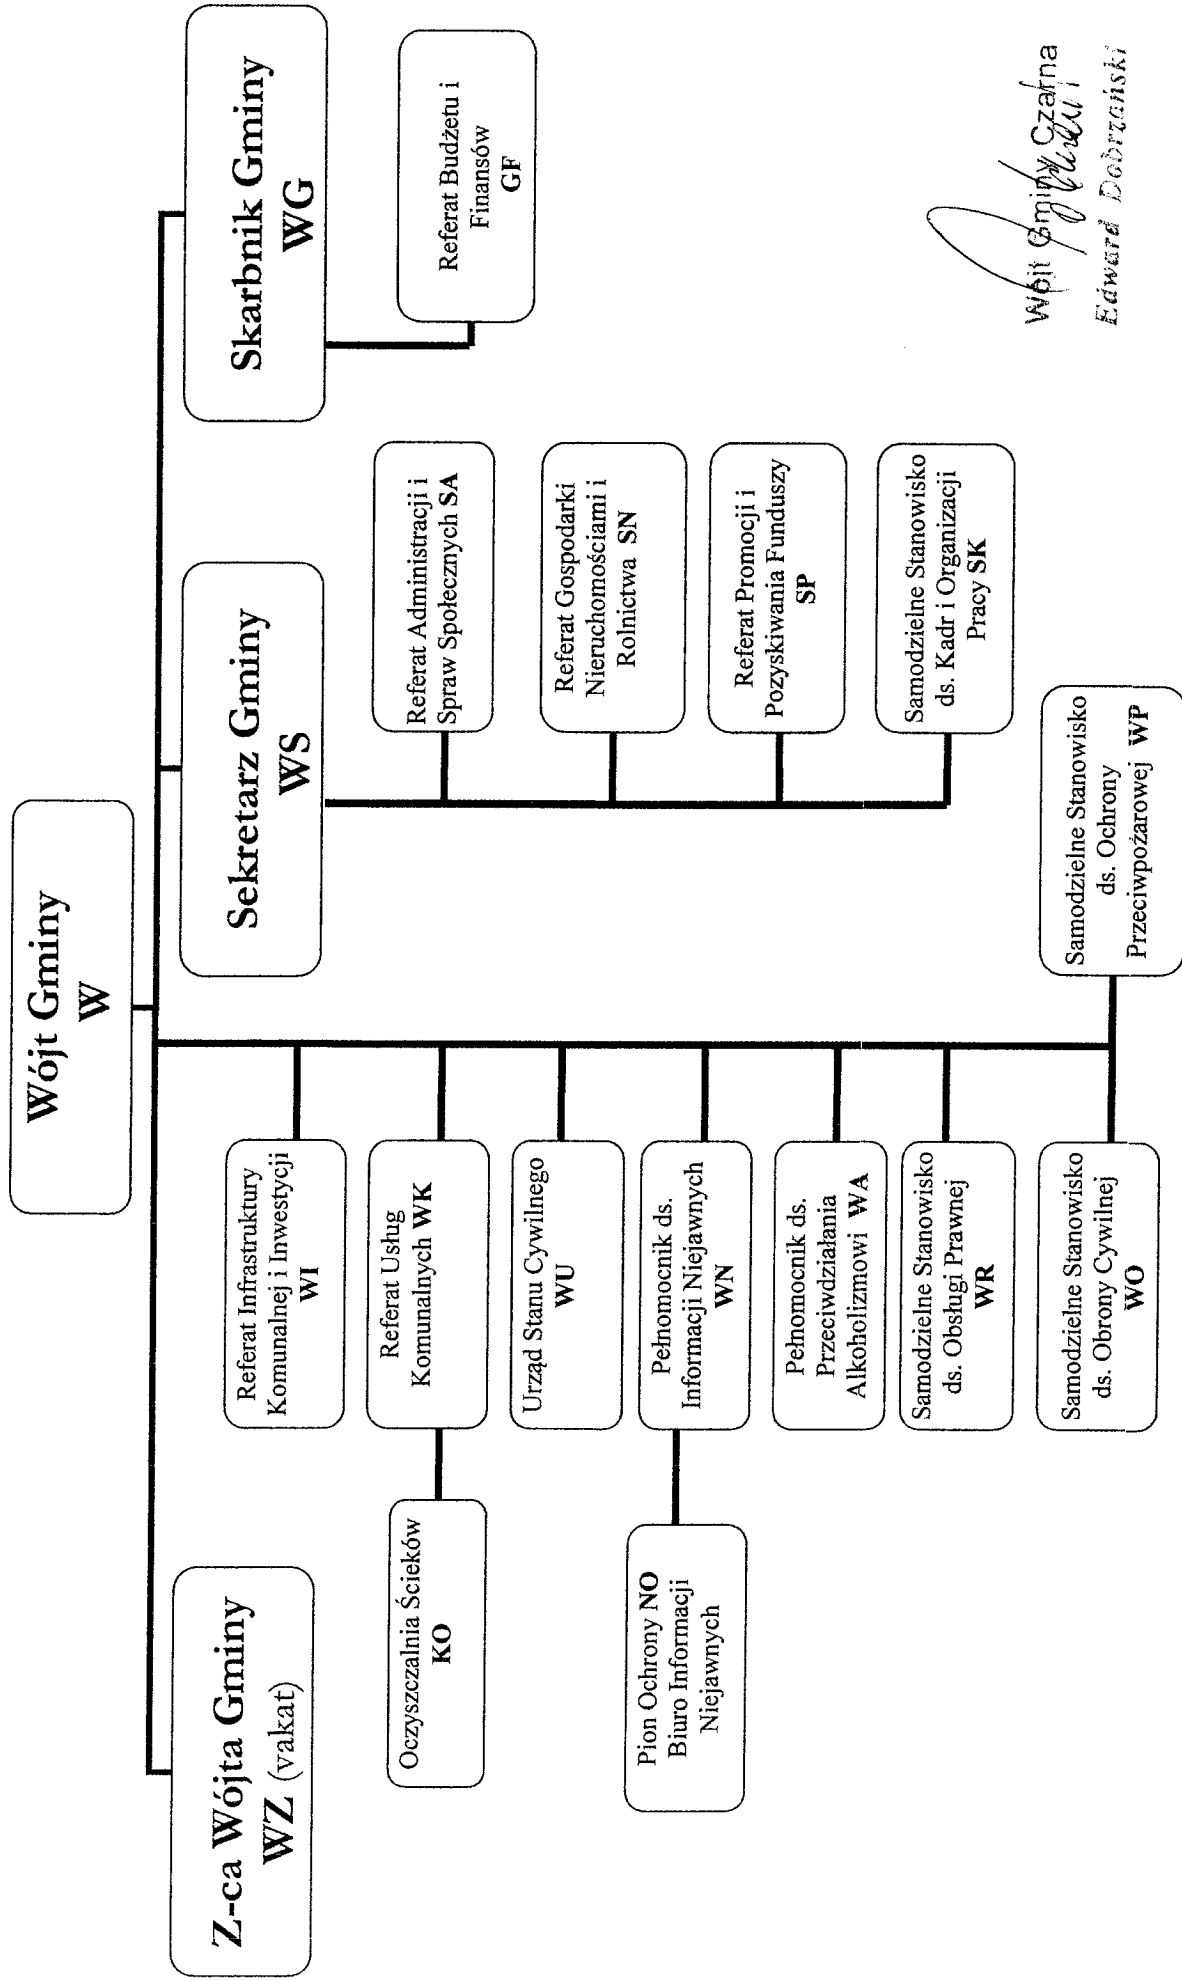 Wójt Gminy
W
Z-ca Wójta Gminy
WZ (vakat)
Sekretarz Gminy
WS
Skarbnik Gminy
WG
Referat Infrastruktury
Komunalnej i Inwestycji
WI
Referat Usług
Komunalnych WK
Oczyszczalnia Ścieków
KO
Urząd Stanu Cywilnego
WU
Pełnomocnik ds.
Informacji Niejawnych
WN
Pion Ochrony NO
Biuro Informacji
Niejawnych
Pełnomocnik ds.
Przeciwdziałania
Alkoholizmowi WA
Samodzielne Stanowisko
ds. Obsługi Prawnej
WR
Samodzielne Stanowisko
ds. Obrony Cywilnej
WO
Samodzielne Stanowisko
ds. Ochrony
Przeciwpożarowej WP
Referat Administracji i
Spraw Społecznych SA
Referat Gospodarki
Nieruchomościami i
Rolnictwa SN
Referat Promocji i
Pozyskiwania Funduszy
SP
Samodzielne Stanowisko
ds. Kadr i Organizacji
Pracy SK
Referat Budżetu i
Finansów
GF
Wójt Gminy Czarna
Edward Dobrzański